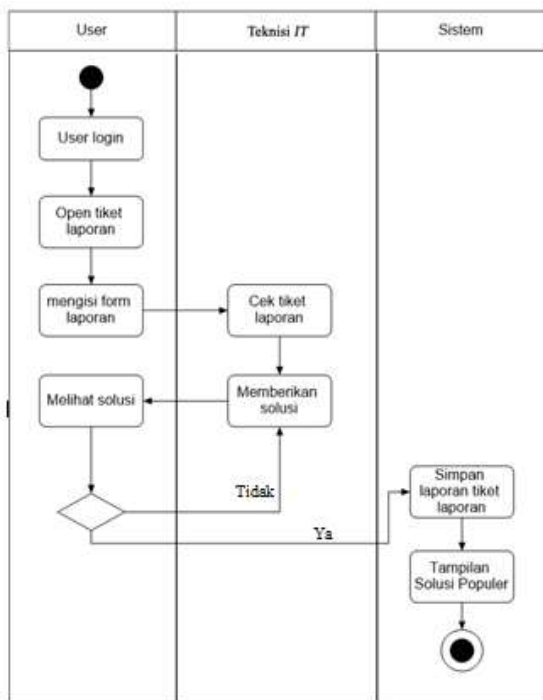 User
Teknisi IT
Sistem
User login
Open tiket
laporan
mengisi form
laporan
Cek tiket
laporan
Melihat solusi
Memberikan
solusi
Tidak
Ya
Simpan
laporan tiket
laporan
Tampilan
Solusi Populer